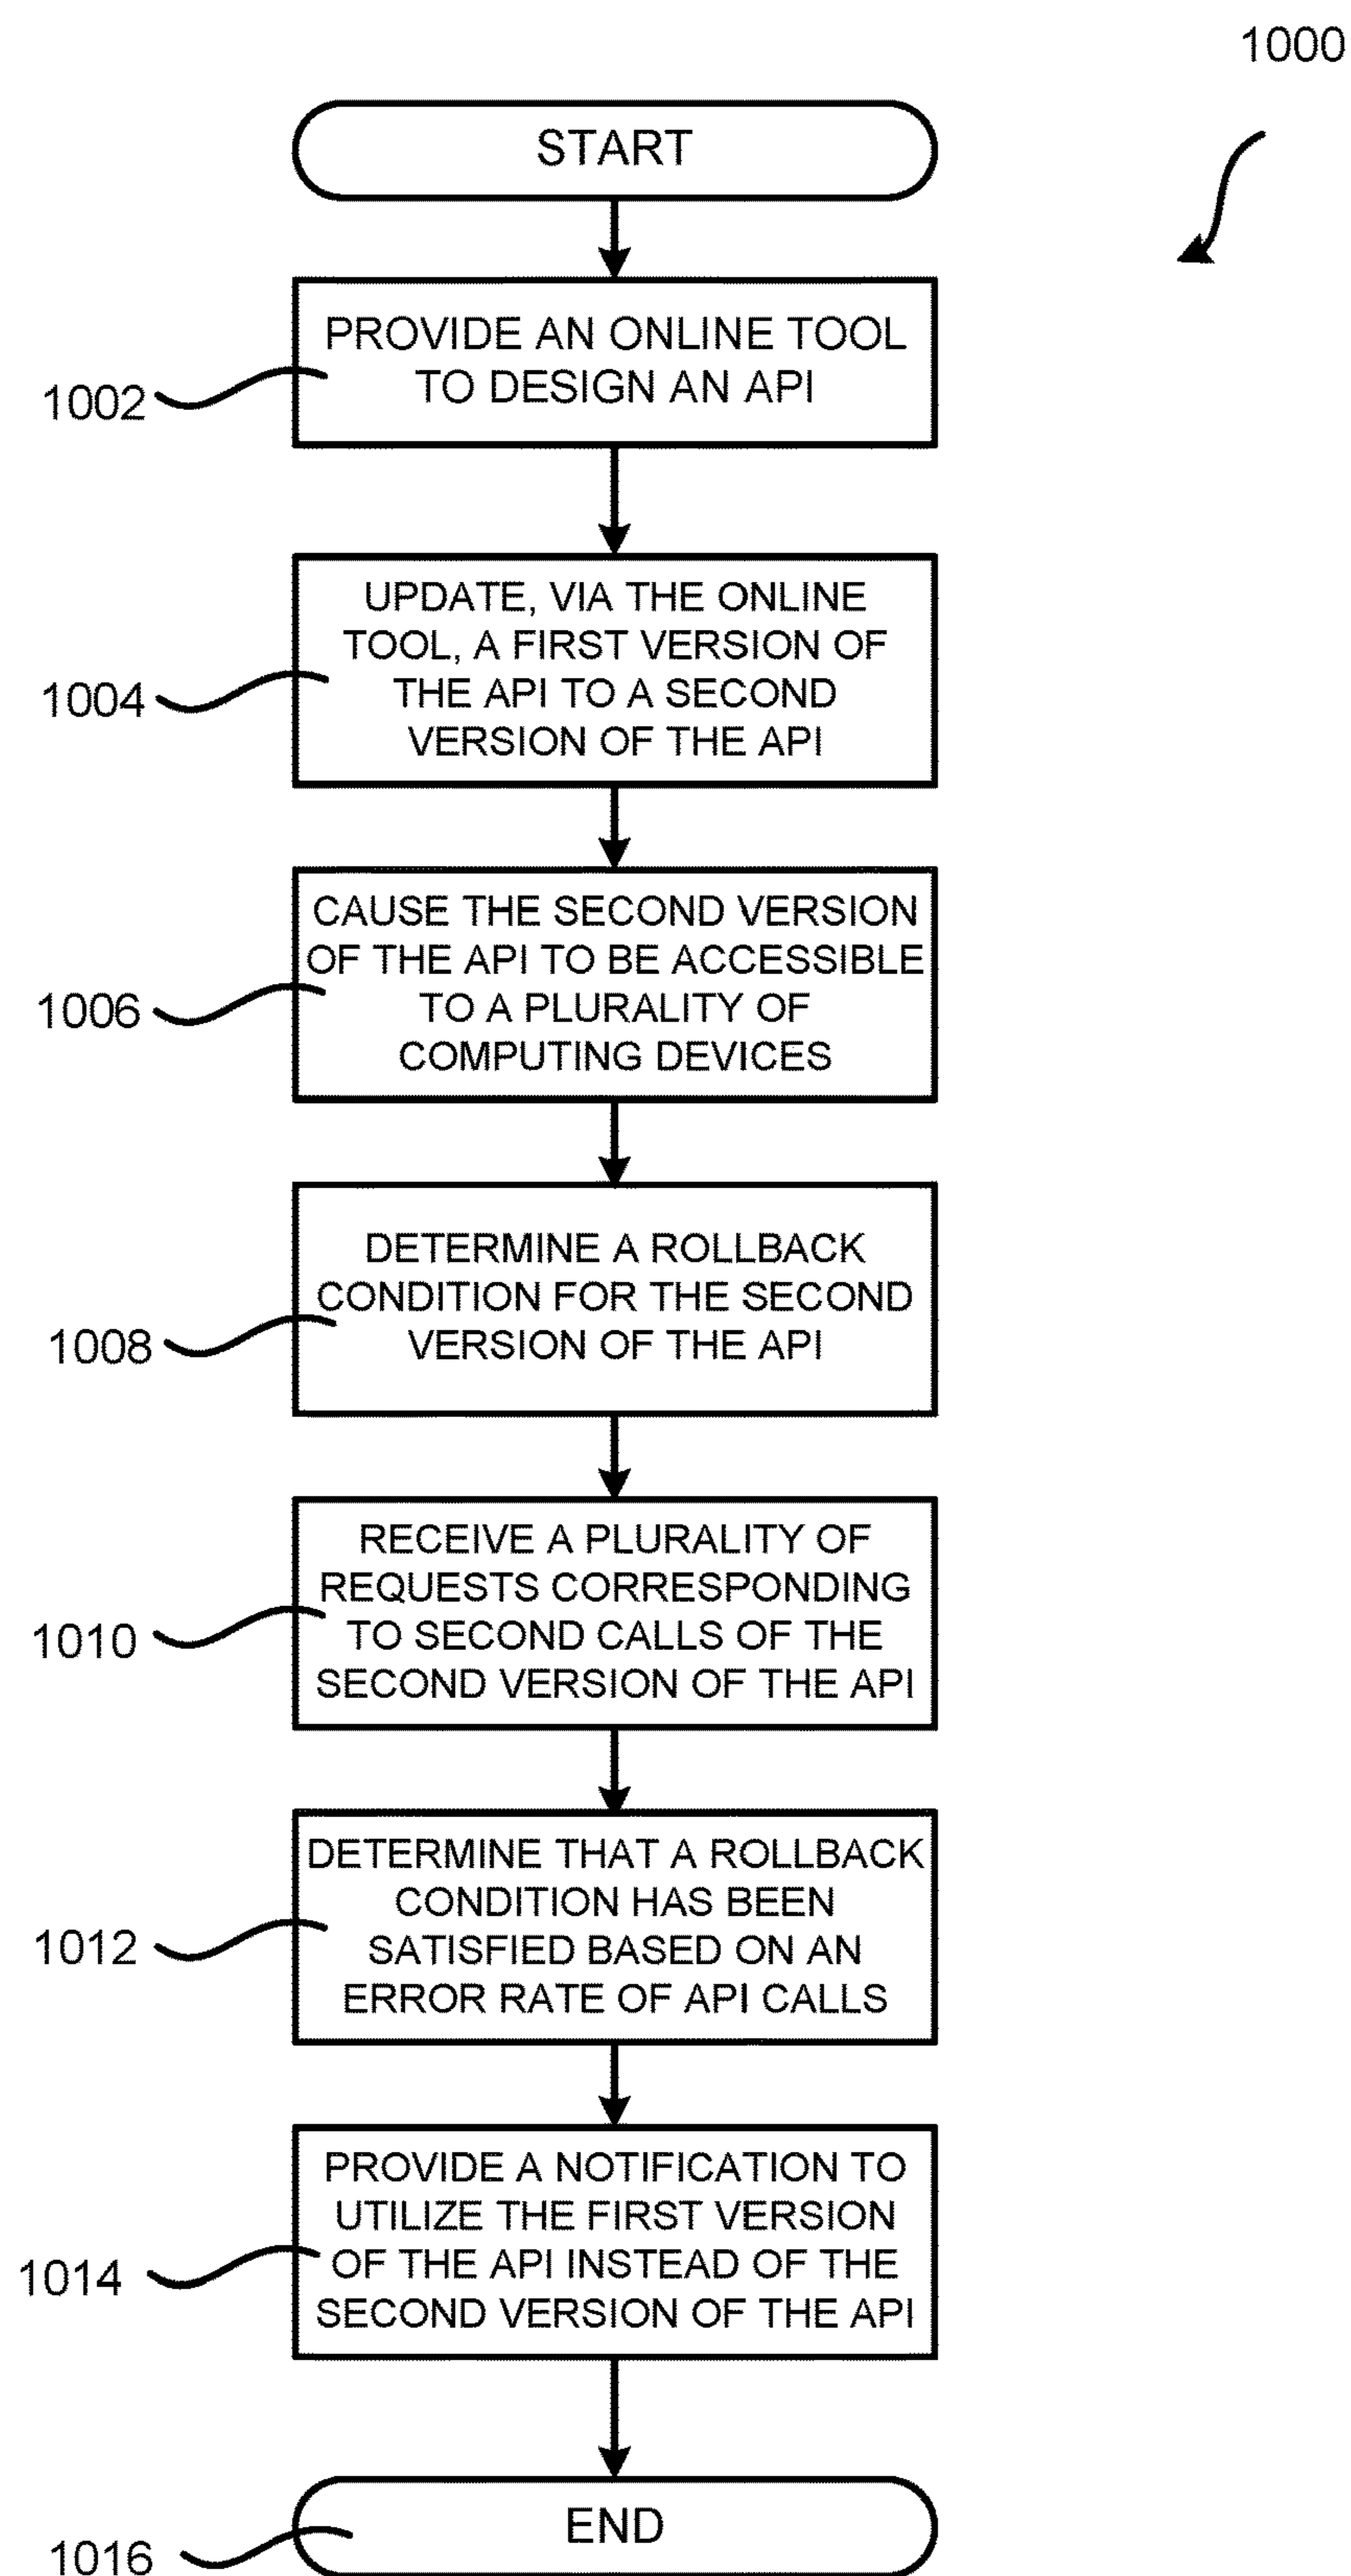 1000
START
PROVIDE AN ONLINE TOOL
TO DESIGN AN API
1002
UPDATE, VIA THE ONLINE
TOOL, A FIRST VERSION OF
THE API TO A SECOND
VERSION OF THE API
1004
CAUSE THE SECOND VERSION
OF THE API TO BE ACCESSIBLE
TO A PLURALITY OF
COMPUTING DEVICES
1006
DETERMINE A ROLLBACK
CONDITION FOR THE SECOND
VERSION OF THE API
1008
RECEIVE A PLURALITY OF
REQUESTS CORRESPONDING
TO SECOND CALLS OF THE
SECOND VERSION OF THE API
1010
DETERMINE THAT A ROLLBACK
CONDITION HAS BEEN
SATISFIED BASED ON AN
ERROR RATE OF API CALLS
1012
PROVIDE A NOTIFICATION TO
UTILIZE THE FIRST VERSION
OF THE API INSTEAD OF THE
SECOND VERSION OF THE API
1014
END
1016